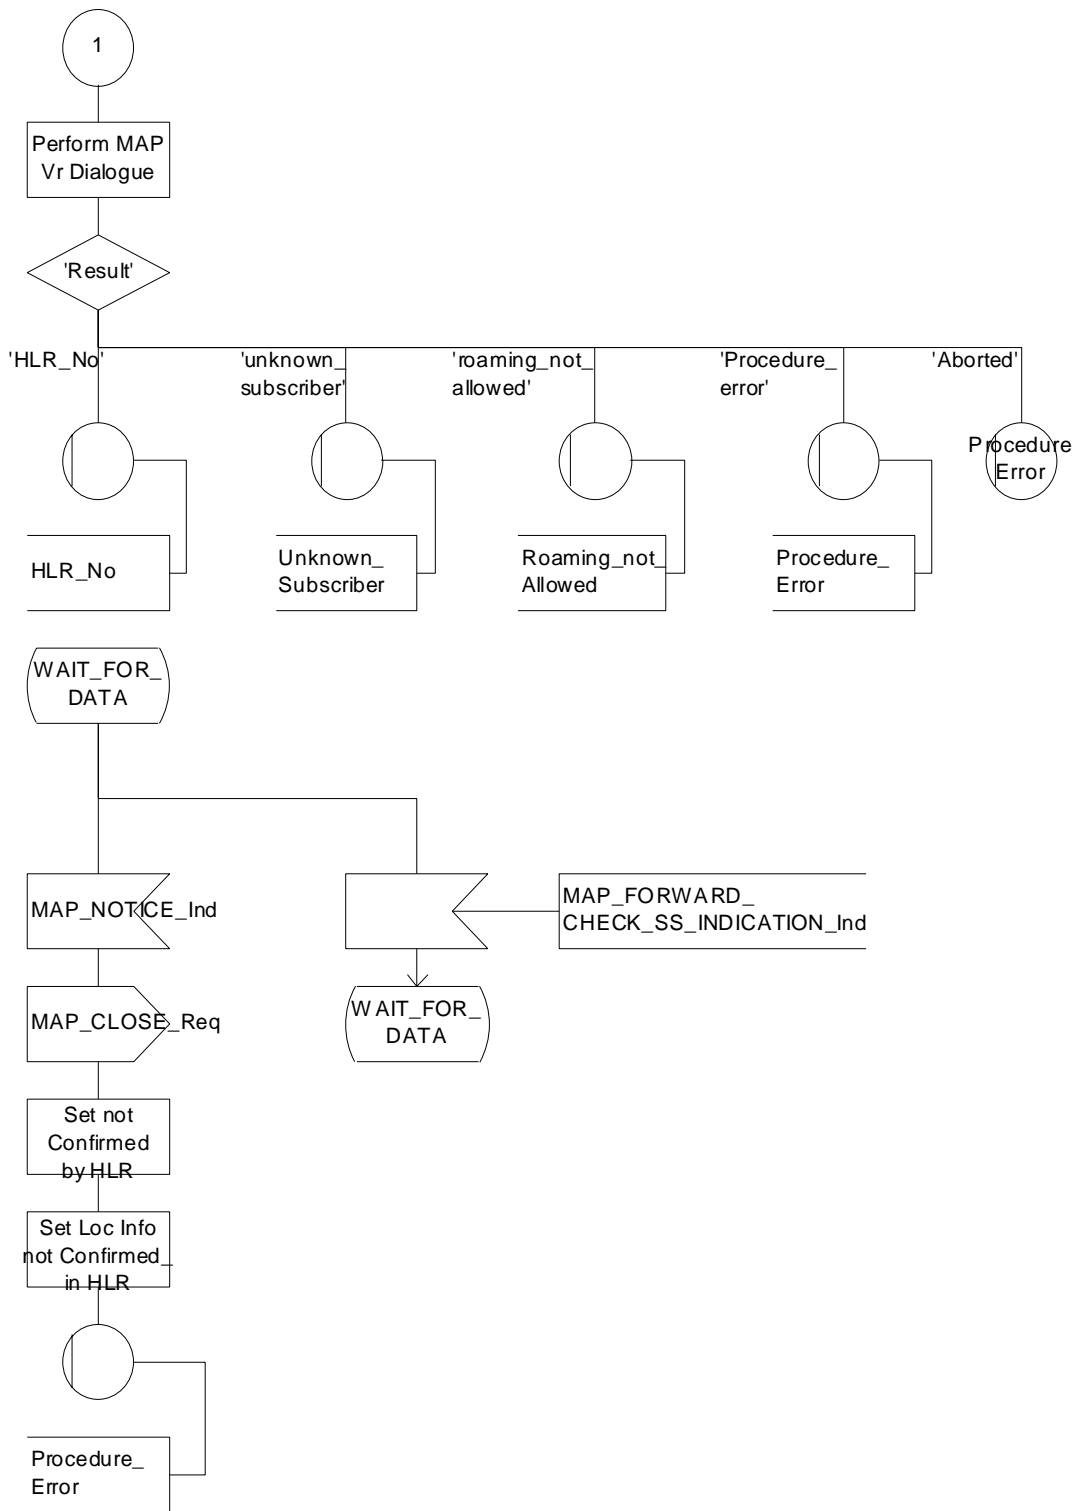 1
Perform MAP
Vr Dialogue
'Result'
'HLR_No'
'unknown_
subscriber'
'roaming_not_
allowed'
'Procedure_
error'
'Aborted'
Procedure
Error
HLR_No
Unknown_
Subscriber
Roaming_not_
Allowed
Procedure_
Error
WAIT_FOR_
DATA
MAP_NOTICE_Ind
MAP_FORWARD_
CHECK_SS_INDICATION_Ind
MAP_CLOSE_Req
WAIT_FOR_
DATA
Set not
Confirmed
by HLR
Set Loc Info
not Confirmed_
in HLR
Procedure_
Error